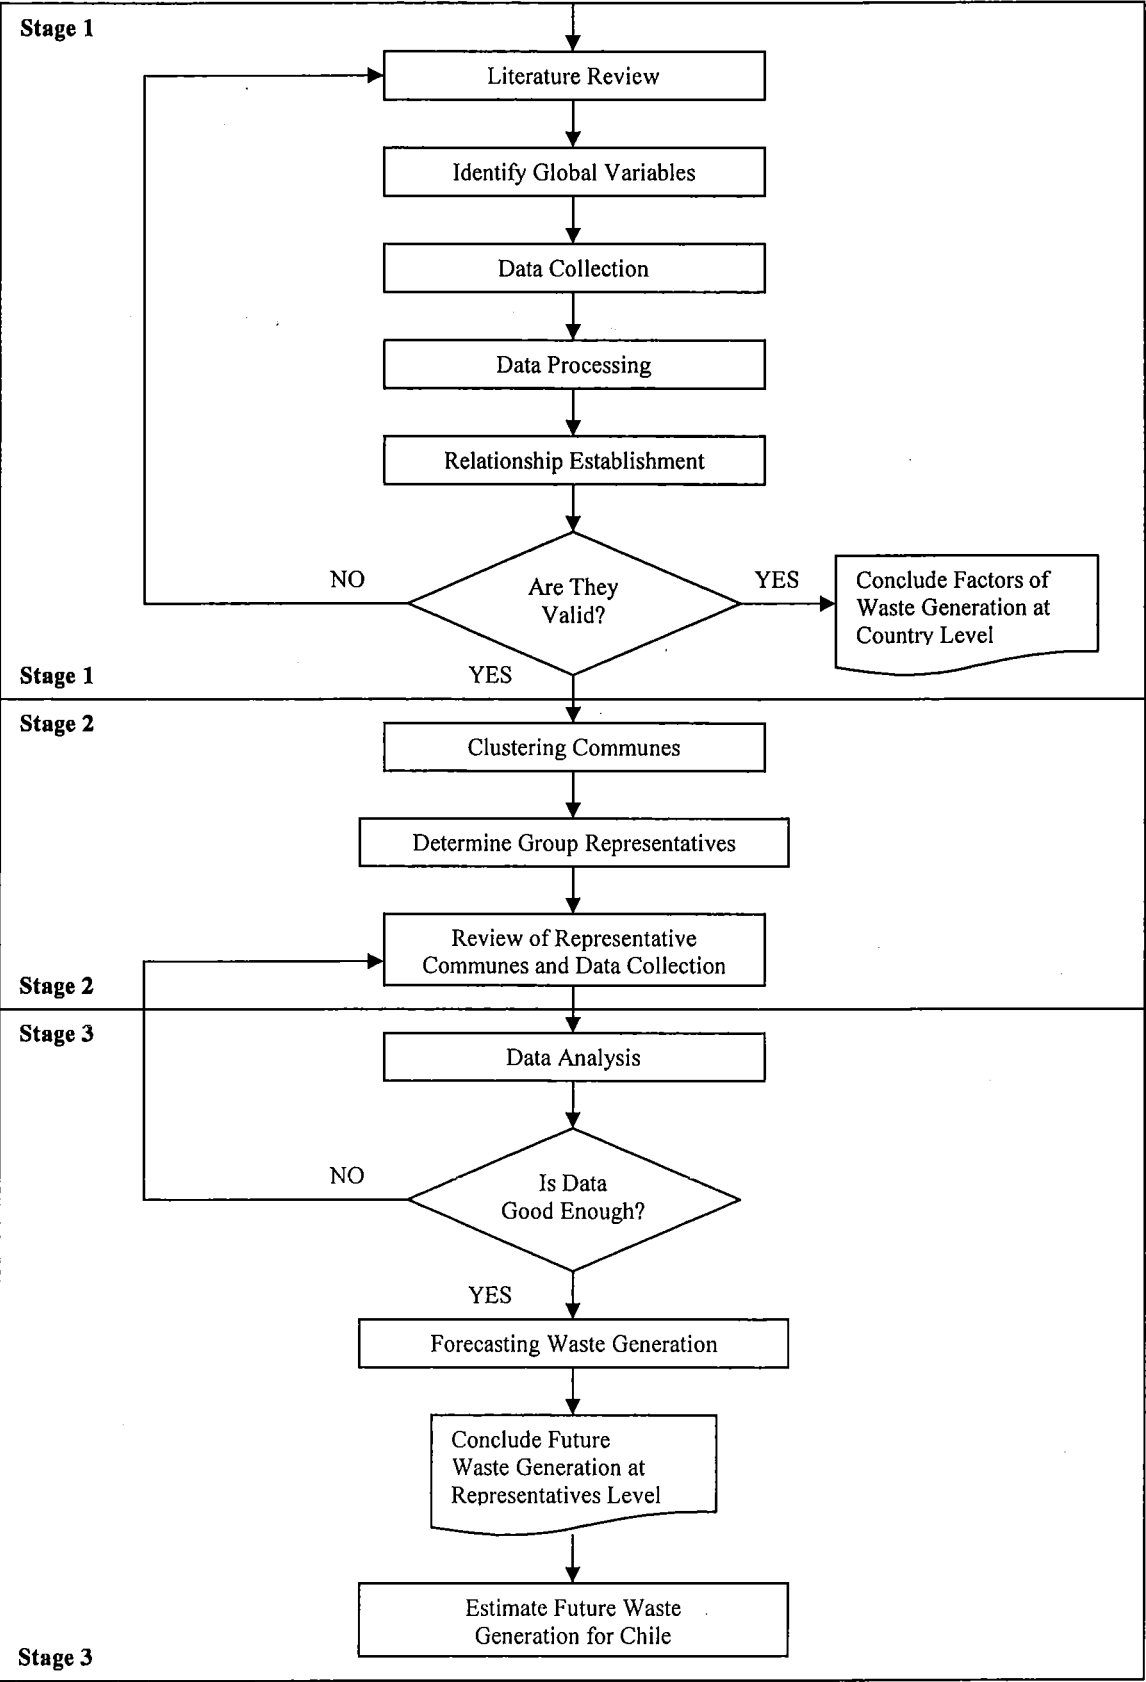 Stage 1
Literature Review
Identify Global Variables
Data Collection
Data Processing
Relationship Establishment
NO
Are They
Valid?
YES
Conclude Factors of
Waste Generation at
Country Level
Stage 1
YES
Stage 2
Clustering Communes
Determine Group Representatives
Review of Representative
Communes and Data Collection
Stage 2
Stage 3
Data Analysis
NO
Is Data
Good Enough?
YES
Forecasting Waste Generation
Conclude Future
Waste Generation at
Representatives Level
Estimate Future Waste
Generation for Chile
Stage 3